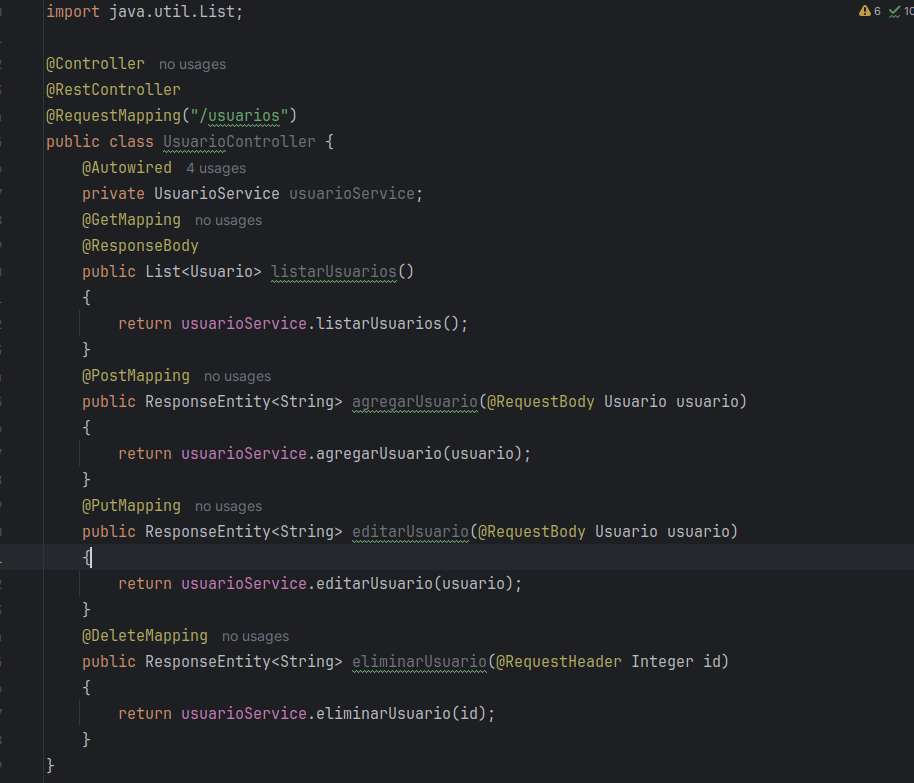 import java.util.List;
6 10
@Controller no usages
@RestController
@RequestMapping("/usuarios")
public class UsuarioController {
@Autowired 4 usages
private UsuarioService usuarioService;
@GetMapping no usages
@ResponseBody
public List<Usuario> listarUsuarios()
{
return usuarioService.listarUsuarios();
}
@PostMapping no usages
public ResponseEntity<String> agregarUsuario(@RequestBody Usuario usuario)
{
return usuarioService.agregarUsuario(usuario);
}
@PutMapping no usages
public ResponseEntity<String> editarUsuario(@RequestBody Usuario usuario)
{
return usuarioService.editarUsuario(usuario);
}
@DeleteMapping no usages
public ResponseEntity<String> eliminarUsuario(@RequestHeader Integer id)
{
return usuarioService.eliminarUsuario(id);
}
}